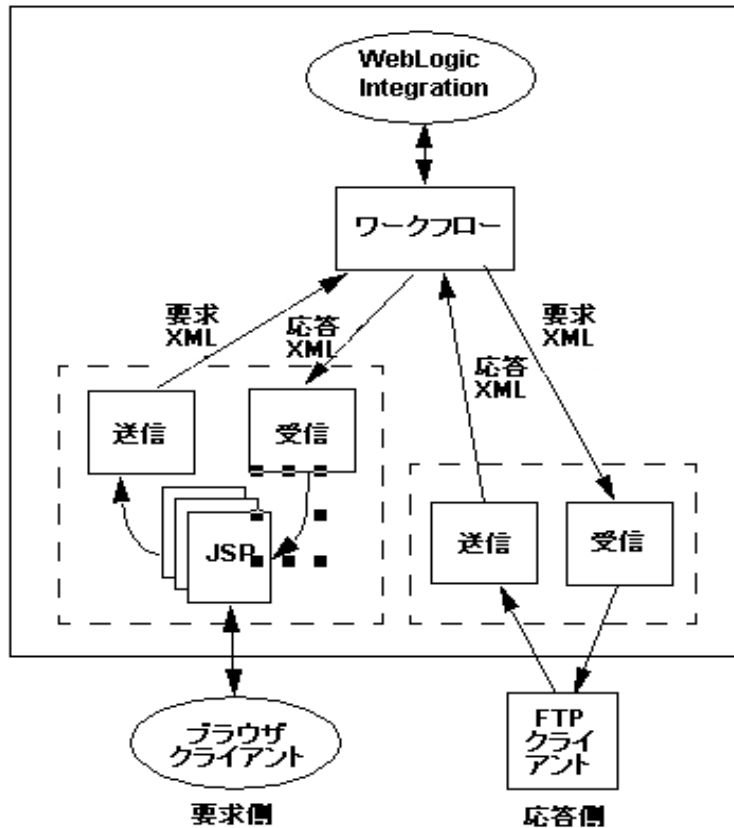 WebLogic
Integration
ワークフロー
要求
XML
応答
XML
要求
XML
応答
XML
送信
受信
JSP
送信
受信
ブラウザ
クライアント
FTP
クライ
アント
要求側
応答側